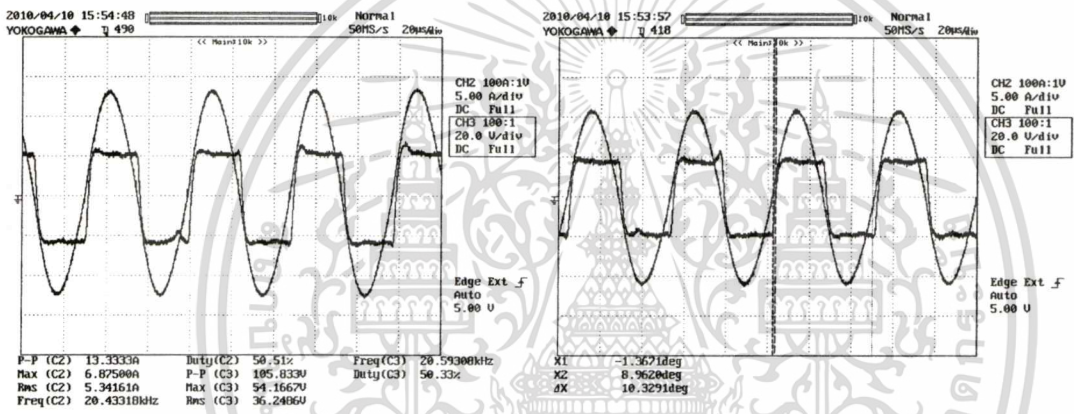 2010/04/10 15:54:48
10k
Normal
YOKOGAWA
490
50MS/s 20µs/div
<< Main:10k >>
CH2 100A:1V
5.00 A/div
DC Full
CH3 100:1
20.0 V/div
DC Full
Edge Ext
Auto
5.00 V
P-P (C2) 13.3333A Duty(C2) 50.51% Freq(C3) 20.59308kHz
Max (C2) 6.87500A P-P (C3) 105.833V Duty(C3) 50.33%
Rms (C2) 5.34161A Max (C3) 54.1667V
Freq(C2) 20.43318kHz Rms (C3) 36.2486V
2010/04/10 15:53:57
10k
Normal
YOKOGAWA
418
50MS/s 20µs/div
<< Main:10k >>
CH2 100A:1V
5.00 A/div
DC Full
CH3 100:1
20.0 V/div
DC Full
Edge Ext
Auto
5.00 V
X1 -1.3671deg
X2 8.9620deg
ΔX 10.3291deg